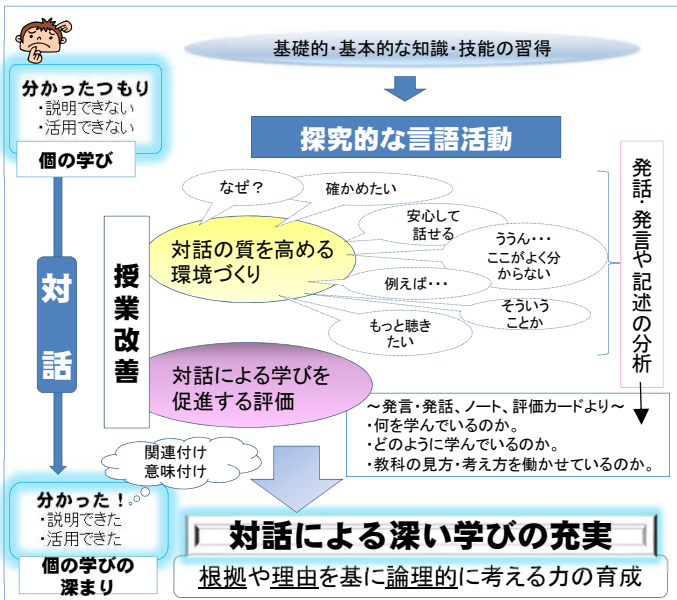 基礎的・基本的な知識・技能の習得
分かったつもり
・説明できない
・活用できない
個の学び
探究的な言語活動
なぜ？
確かめたい
安心して
話せる
ううん・・・
ここがよく分
からない
対話の質を高める
環境づくり
例えば・・・
そういう
ことか
もっと聴き
たい
発話・発言や記述の分析
対話
授業改善
対話による学びを
促進する評価
～発言・発話、ノート、評価カードより～
・何を学んでいるのか。
・どのように学んでいるのか。
・教科の見方・考え方を働かせているのか。
関連付け
意味付け
分かった！
・説明できた
・活用できた
個の学びの
深まり
対話による深い学びの充実
根拠や理由を基に論理的に考える力の育成